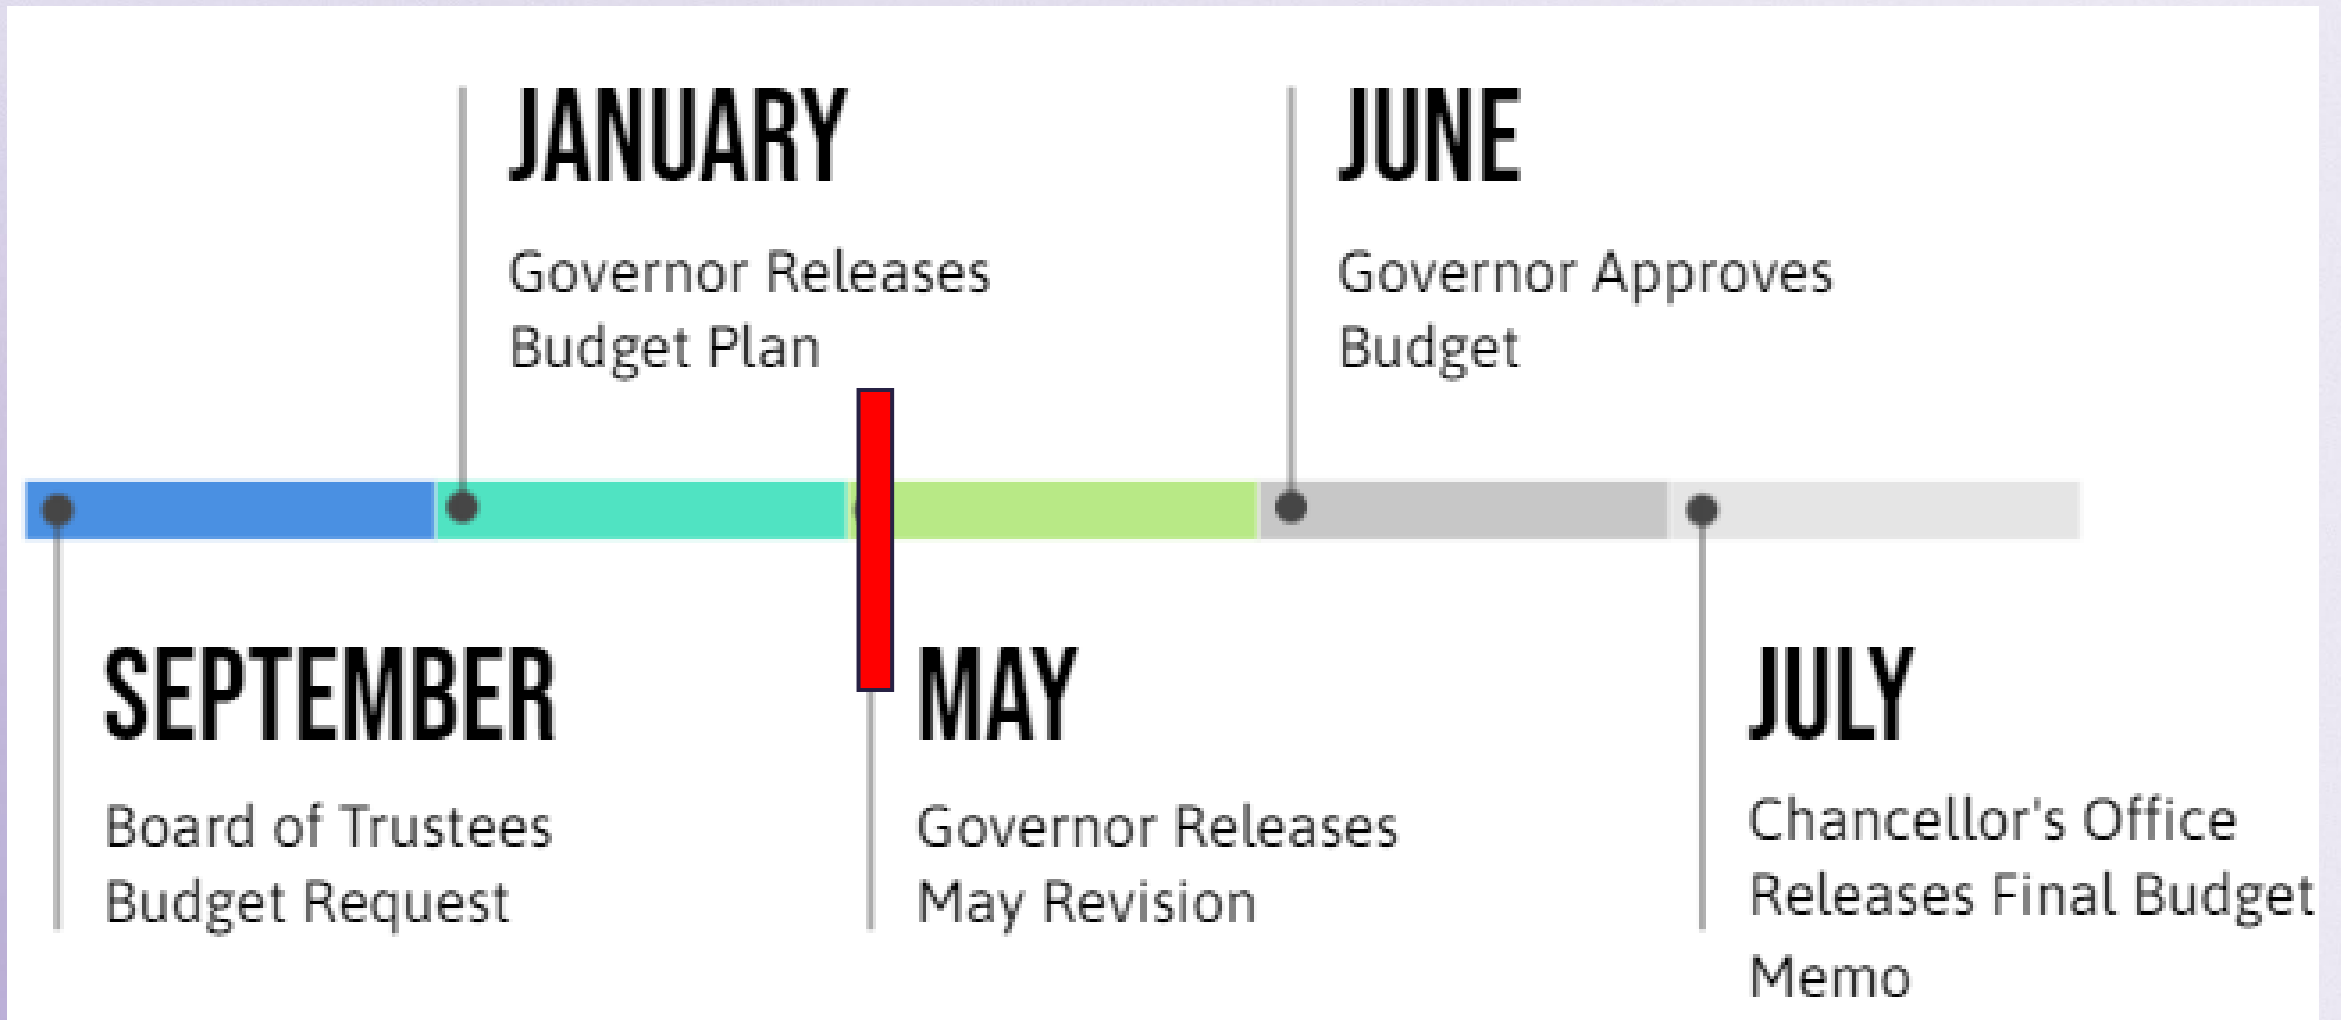 JANUARY
Governor Releases
Budget Plan
JUNE
Governor Approves
Budget
SEPTEMBER
Board of Trustees
Budget Request
MAY
Governor Releases
May Revision
JULY
Chancellor's Office
Releases Final Budget
Memo